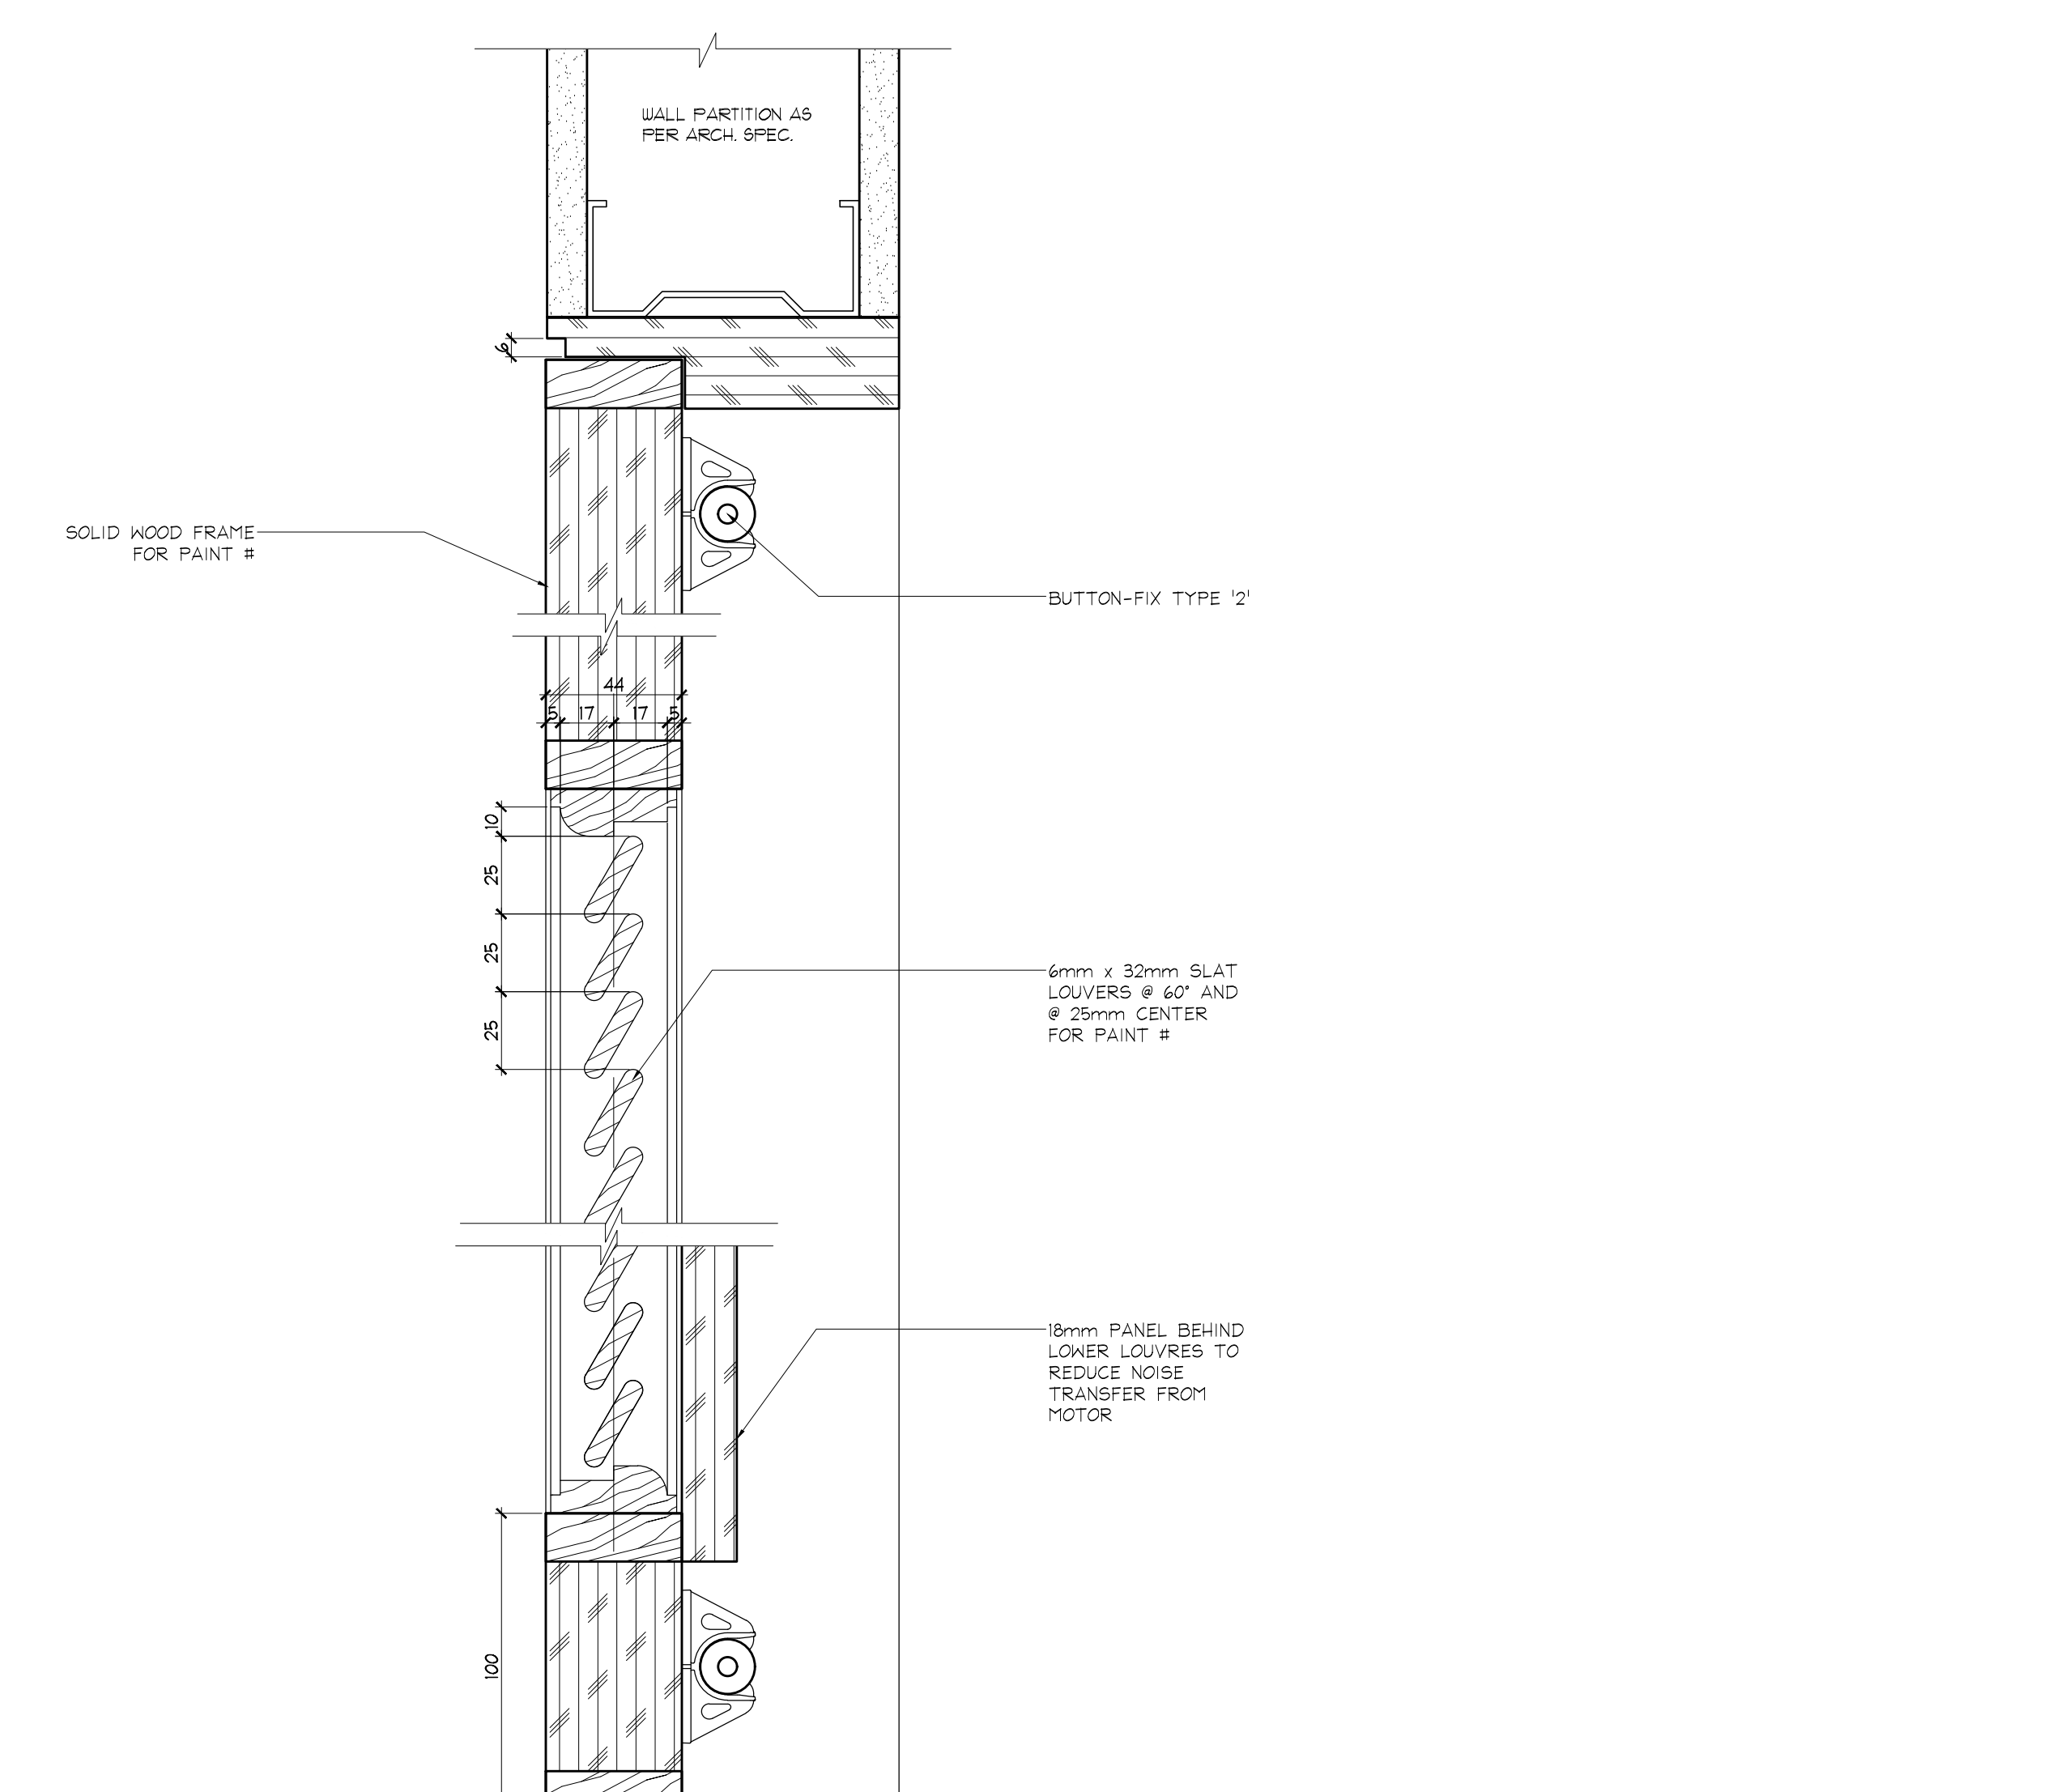 WALL PARTITION AS
PER ARCH. SPEC.
6
SOLID WOOD FRAME
FOR PAINT #
BUTTON-FIX TYPE '2'
44
5 17 17 5
10
25
25
25
6mm x 32mm SLAT
LOUVERS @ 60° AND
@ 25mm CENTER
FOR PAINT #
18mm PANEL BEHIND
LOWER LOUVRES TO
REDUCE NOISE
TRANSFER FROM
MOTOR
100